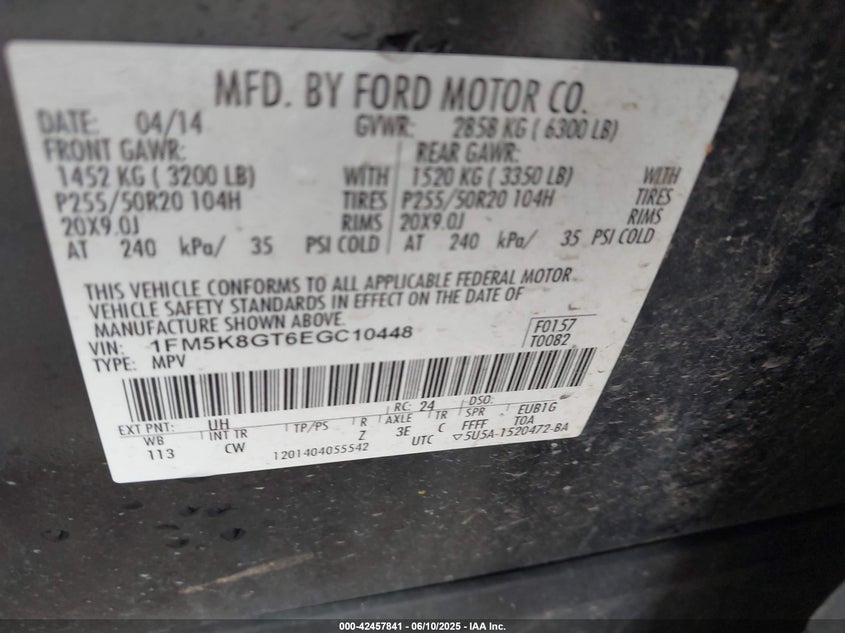 MFD. BY FORD MOTOR CO.
DATE: 04/14 GVWR: 2858 KG ( 6300 LB)
FRONT GAWR: REAR GAWR:
1452 KG ( 3200 LB) WITH 1520 KG ( 3350 LB) WITH
P255/50R20 104H TIRES P255/50R20 104H TIRES
20X9.0J RIMS 20X9.0J RIMS
AT 240 kPa/ 35 PSI COLD AT 240 kPa/ 35 PSI COLD
THIS VEHICLE CONFORMS TO ALL APPLICABLE FEDERAL MOTOR
VEHICLE SAFETY STANDARDS IN EFFECT ON THE DATE OF
MANUFACTURE SHOWN ABOVE.
VIN: 1FM5K8GT6EGC10448 F0157
TYPE: MPV T0082
EXT PNT: UH RC: 24 DSO:
WB INT TR TP/PS R AXLE TR SPR EUB1G
113 CW Z 3E C FFFF T0A
1201404055542 UTC ▽5U5A-1520472-BA
000-42457841 | 06/10/2025 - IAA Inc.